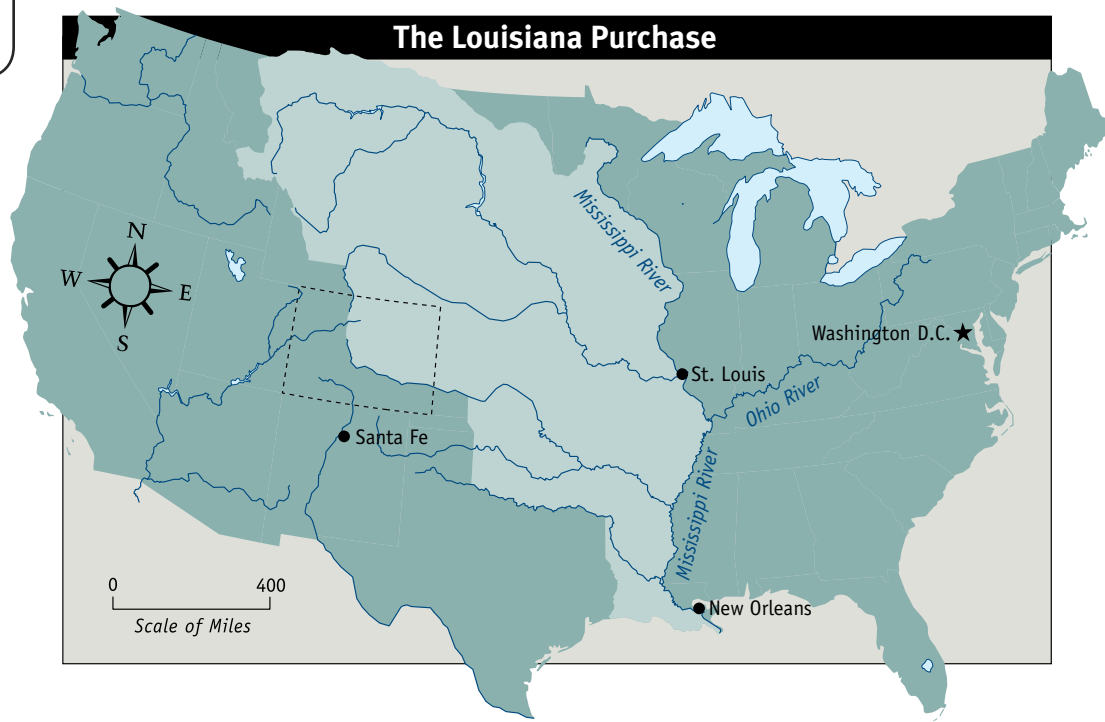 The Louisiana Purchase
N
W
E
S
Mississippi River
Washington D.C.
St. Louis
Ohio River
Santa Fe
Mississippi River
0 400
Scale of Miles
New Orleans